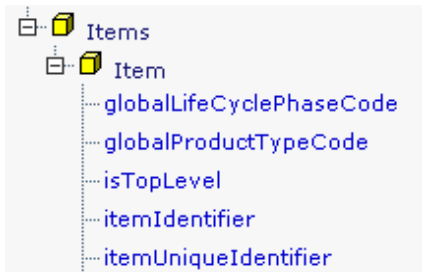 Items
Item
globalLifeCyclePhaseCode
globalProductTypeCode
isTopLevel
itemIdentifier
itemUniqueIdentifier